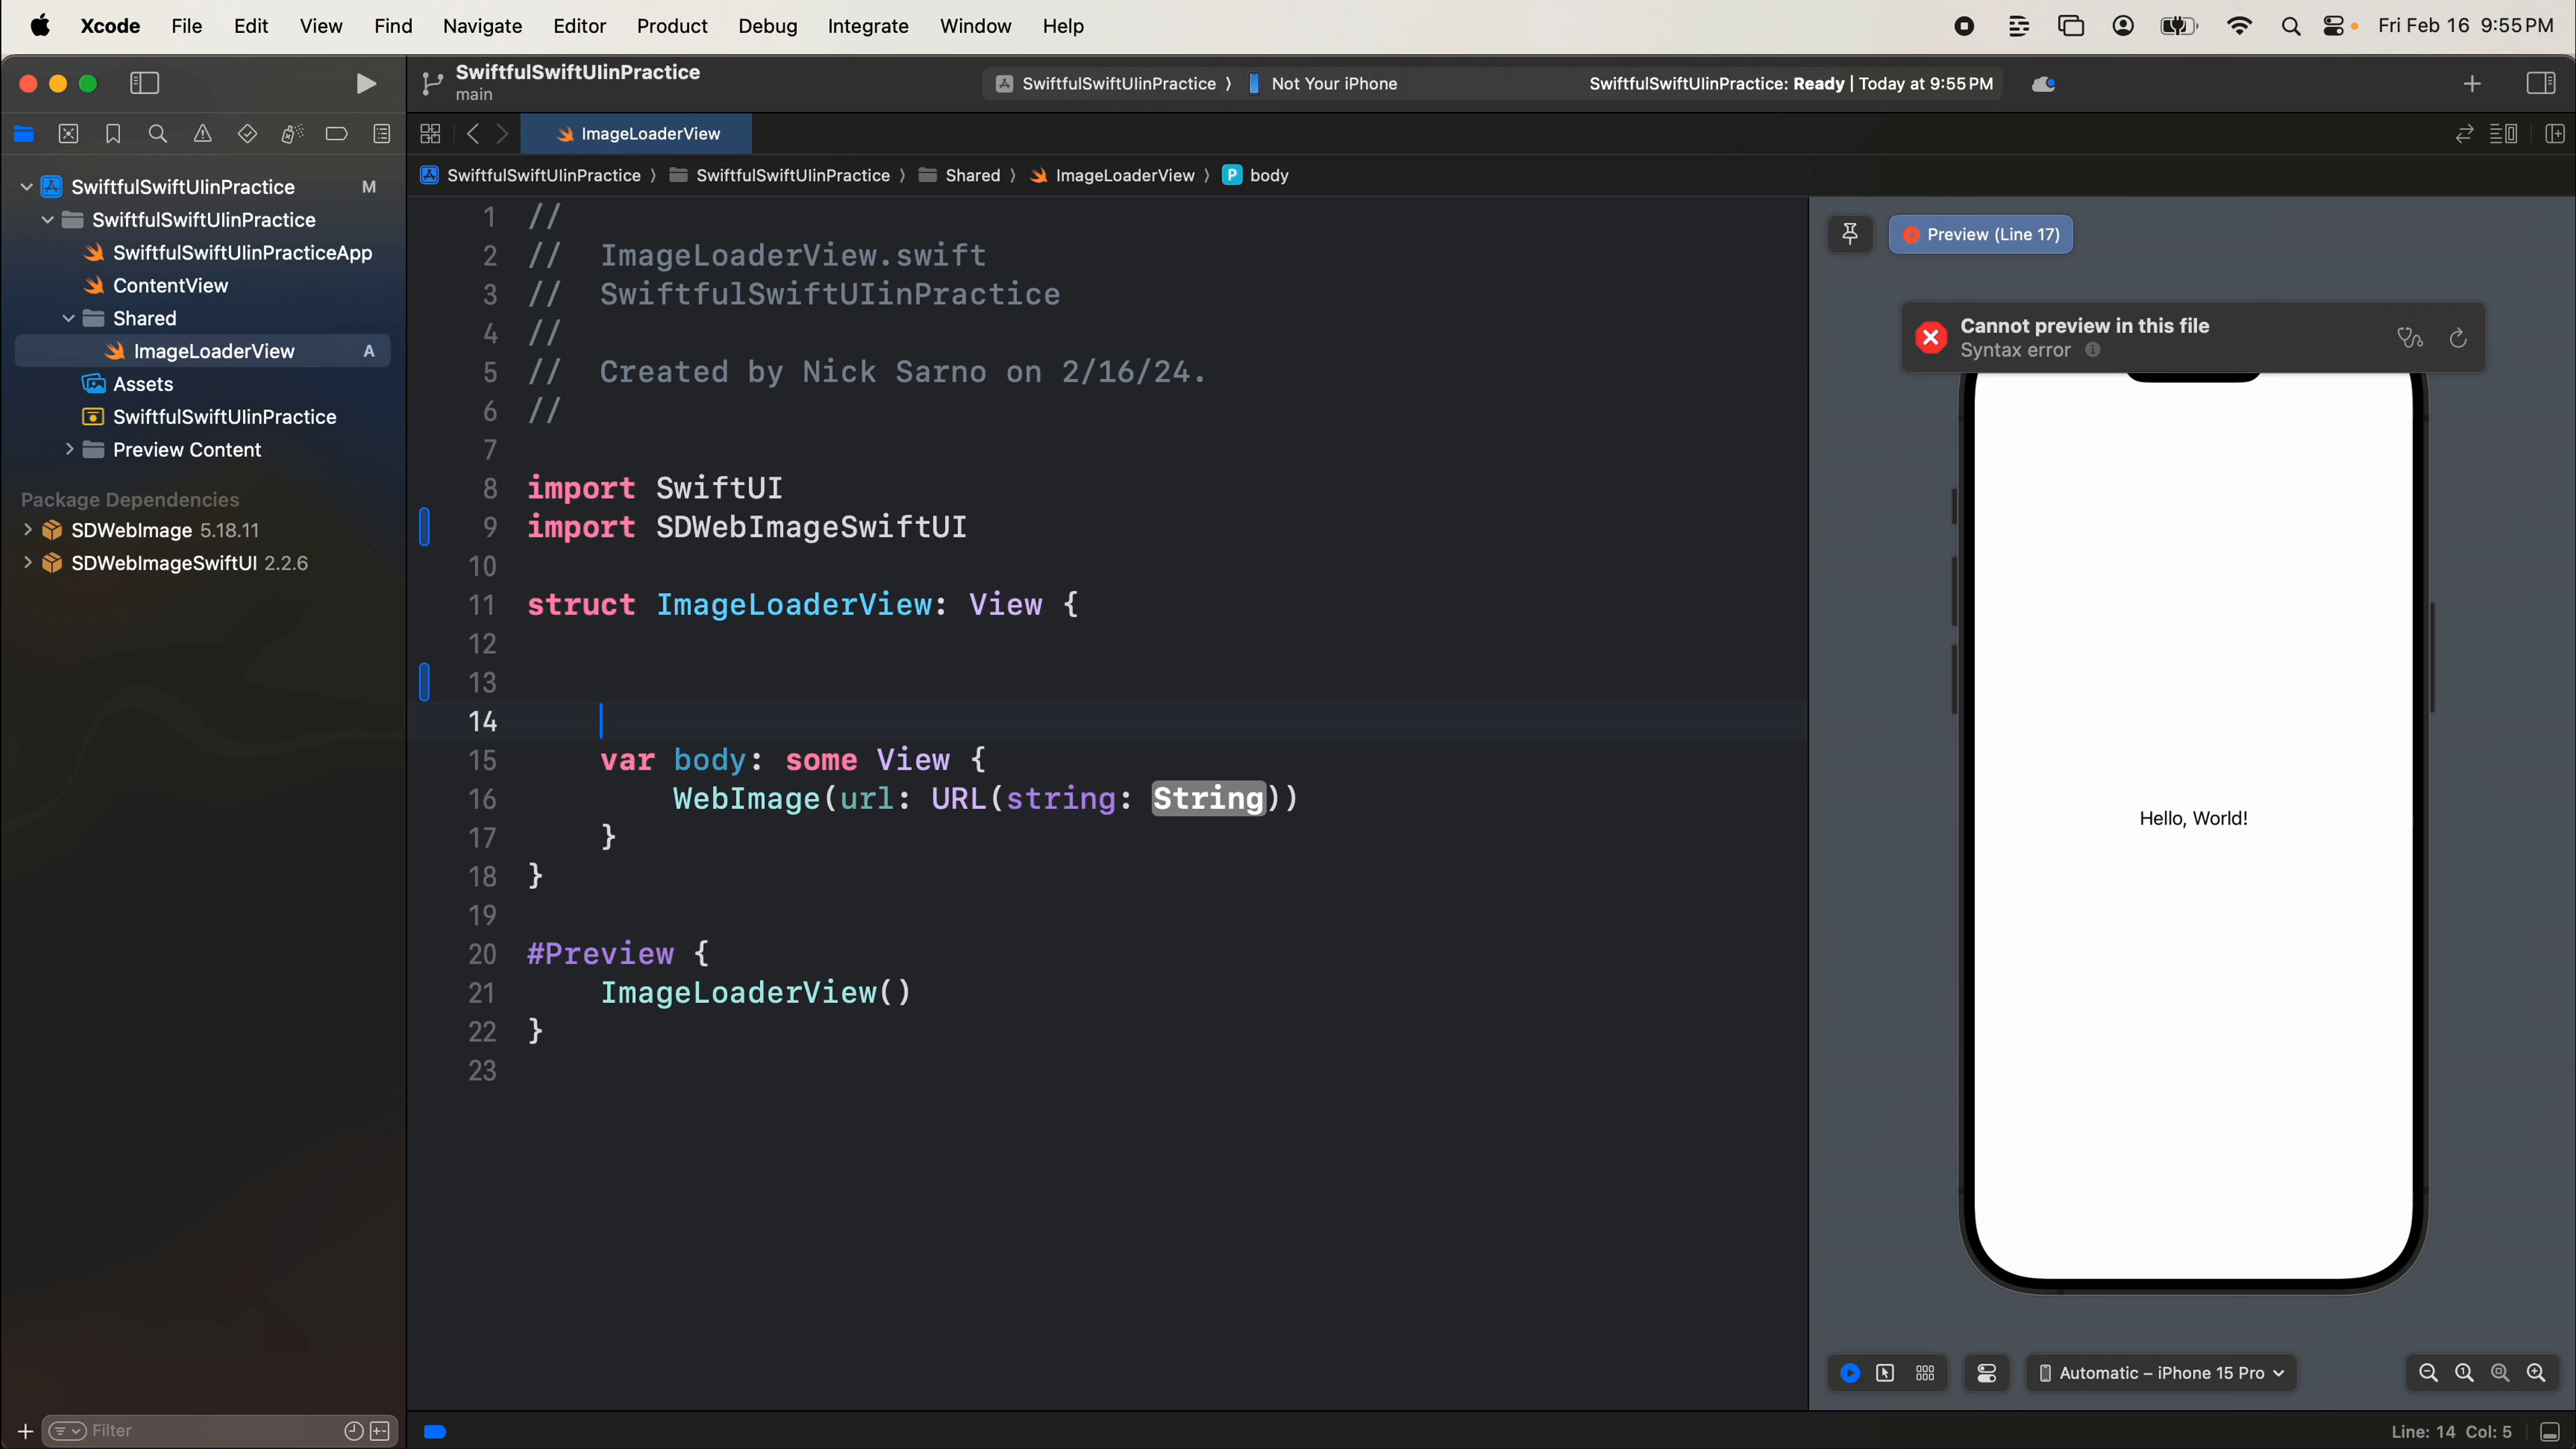 Xcode File Edit View Find Navigate Editor Product Debug Integrate Window Help Fri Feb 16 9:55 PM
SwiftfulSwiftUIinPractice
main
SwiftfulSwiftUIinPractice 〉 Not Your iPhone SwiftfulSwiftUIinPractice: Ready | Today at 9:55 PM
ImageLoaderView
SwiftfulSwiftUIinPractice 〉 SwiftfulSwiftUIinPractice 〉 Shared 〉 ImageLoaderView 〉 P body
SwiftfulSwiftUIinPractice M
SwiftfulSwiftUIinPractice
SwiftfulSwiftUIinPracticeApp
ContentView
Shared
ImageLoaderView A
Assets
SwiftfulSwiftUIinPractice
Preview Content
Package Dependencies
SDWebImage 5.18.11
SDWebImageSwiftUI 2.2.6
Filter
1 //
2 //  ImageLoaderView.swift
3 //  SwiftfulSwiftUIinPractice
4 //
5 //  Created by Nick Sarno on 2/16/24.
6 //
7
8 import SwiftUI
9 import SDWebImageSwiftUI
10
11 struct ImageLoaderView: View {
12
13
14
15     var body: some View {
16         WebImage(url: URL(string: String))
17     }
18 }
19
20 #Preview {
21     ImageLoaderView()
22 }
23
Preview (Line 17)
Cannot preview in this file
Syntax error
Hello, World!
Automatic – iPhone 15 Pro
Line: 14 Col: 5